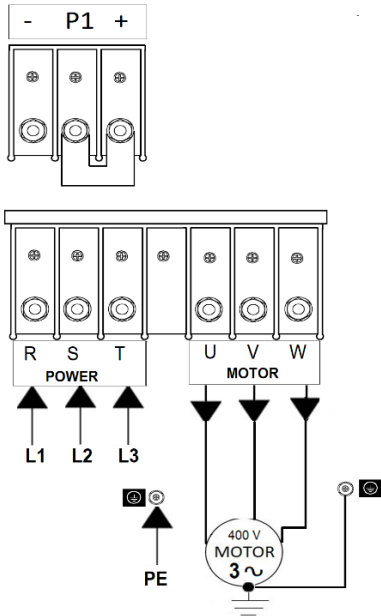 - P1 +
R S T U V W
POWER MOTOR
L1 L2 L3
PE
400 V
MOTOR
3 ~